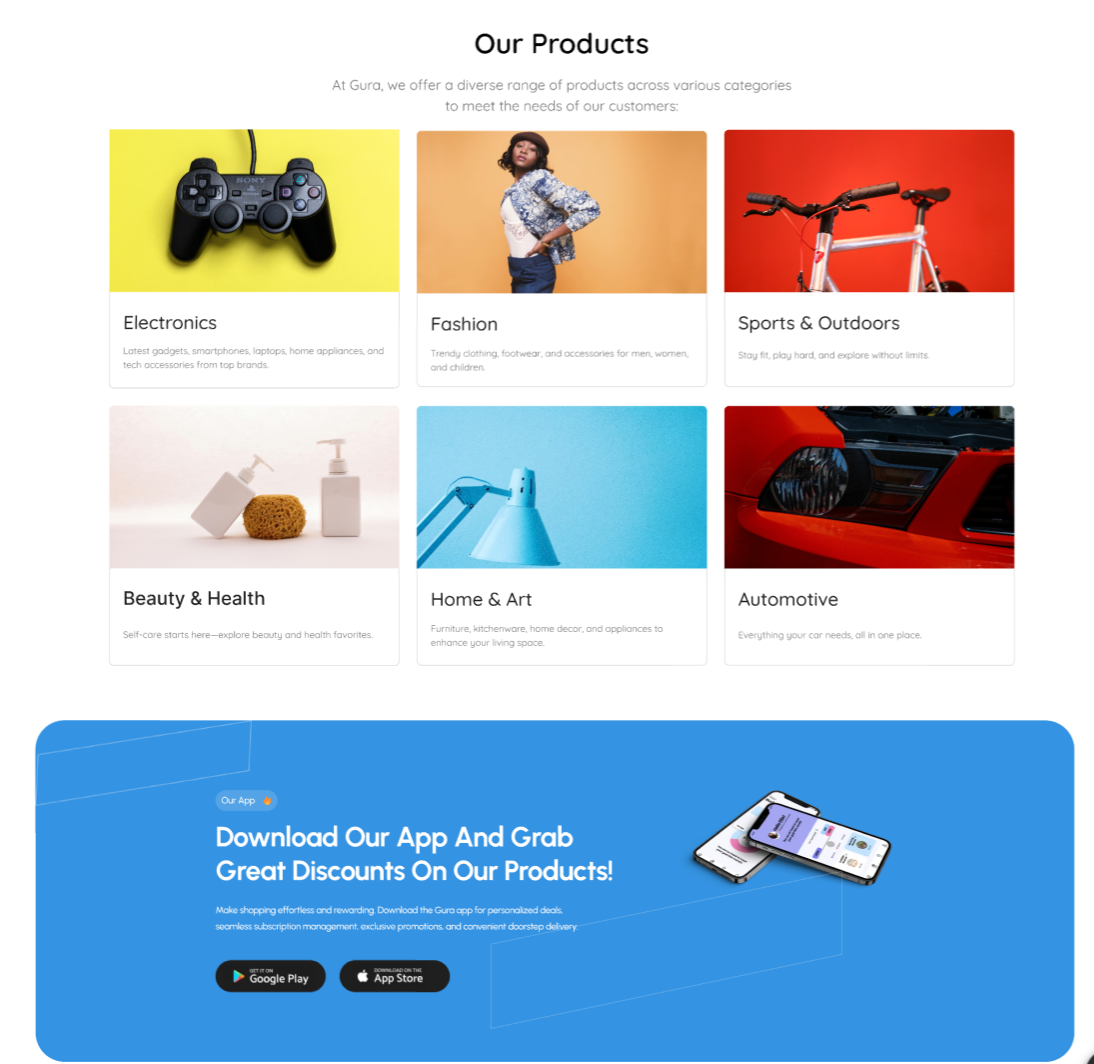 Our Products
At Gura, we offer a diverse range of products across various categories
to meet the needs of our customers:
SONY
Electronics
Latest gadgets, smartphones, laptops, home appliances, and
tech accessories from top brands.
Fashion
Trendy clothing, footwear, and accessories for men, women,
and children.
Sports & Outdoors
Stay fit, play hard, and explore without limits.
Beauty & Health
Self-care starts here—explore beauty and health favorites.
Home & Art
Furniture, kitchenware, home decor, and appliances to
enhance your living space.
Automotive
Everything your car needs, all in one place.
Our App
Download Our App And Grab
Great Discounts On Our Products!
Make shopping effortless and rewarding. Download the Gura app for personalized deals,
seamless subscription management, exclusive promotions, and convenient doorstep delivery.
GET IT ON
Google Play
DOWNLOAD ON THE
App Store